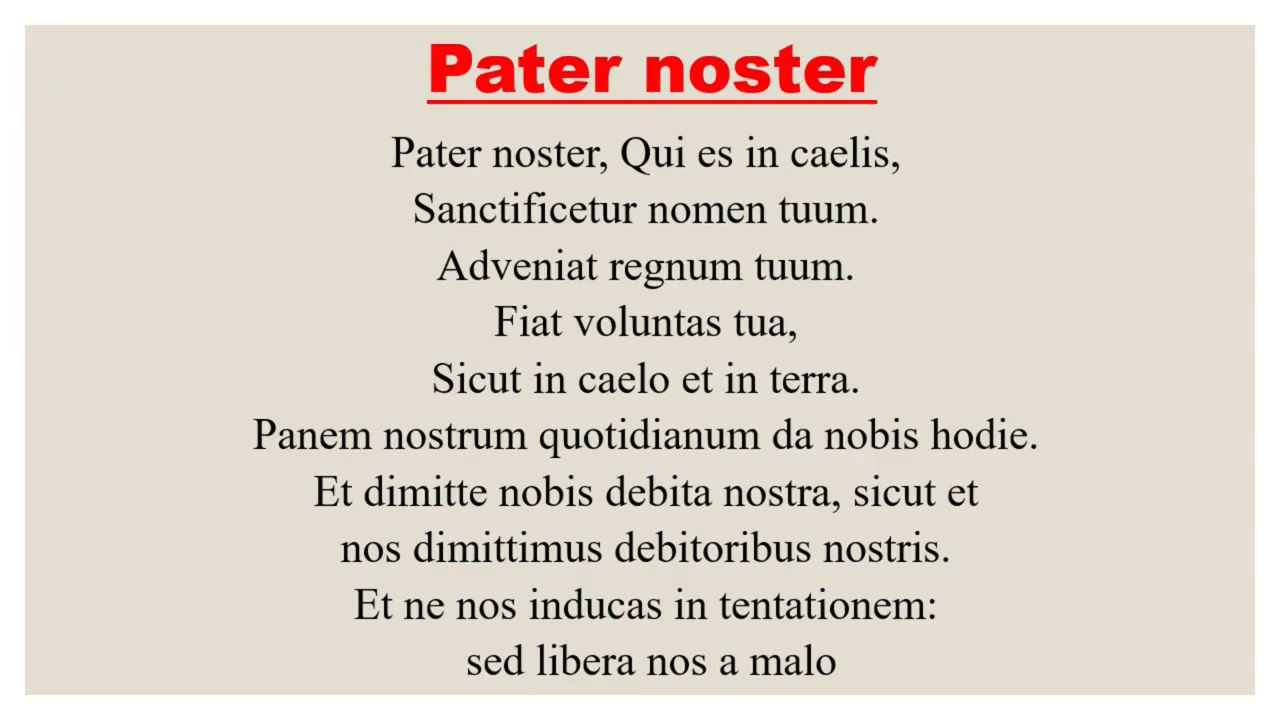 Pater noster
Pater noster, Qui es in caelis,
Sanctificetur nomen tuum.
Adveniat regnum tuum.
Fiat voluntas tua,
Sicut in caelo et in terra.
Panem nostrum quotidianum da nobis hodie.
Et dimitte nobis debita nostra, sicut et
nos dimittimus debitoribus nostris.
Et ne nos inducas in tentationem:
sed libera nos a malo